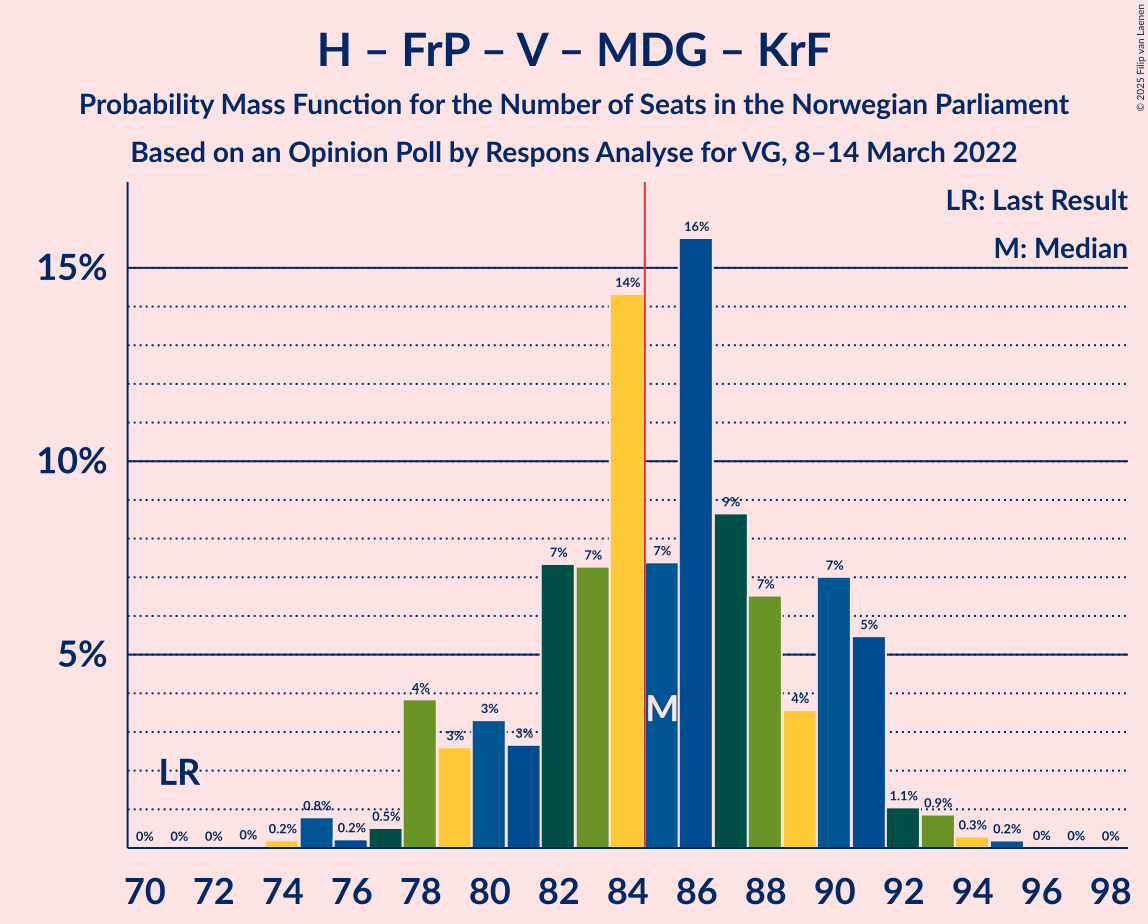 H – FrP – V – MDG – KrF
Probability Mass Function for the Number of Seats in the Norwegian Parliament
Based on an Opinion Poll by Respons Analyse for VG, 8–14 March 2022
© 2025 Filip van Laenen
LR: Last Result
M: Median
15%
10%
5%
LR
M
0% 0% 0% 0% 0.2% 0.8% 0.2% 0.5% 4% 3% 3% 3% 7% 7% 14% 7% 16% 9% 7% 4% 7% 5% 1.1% 0.9% 0.3% 0.2% 0% 0% 0%
70 72 74 76 78 80 82 84 86 88 90 92 94 96 98